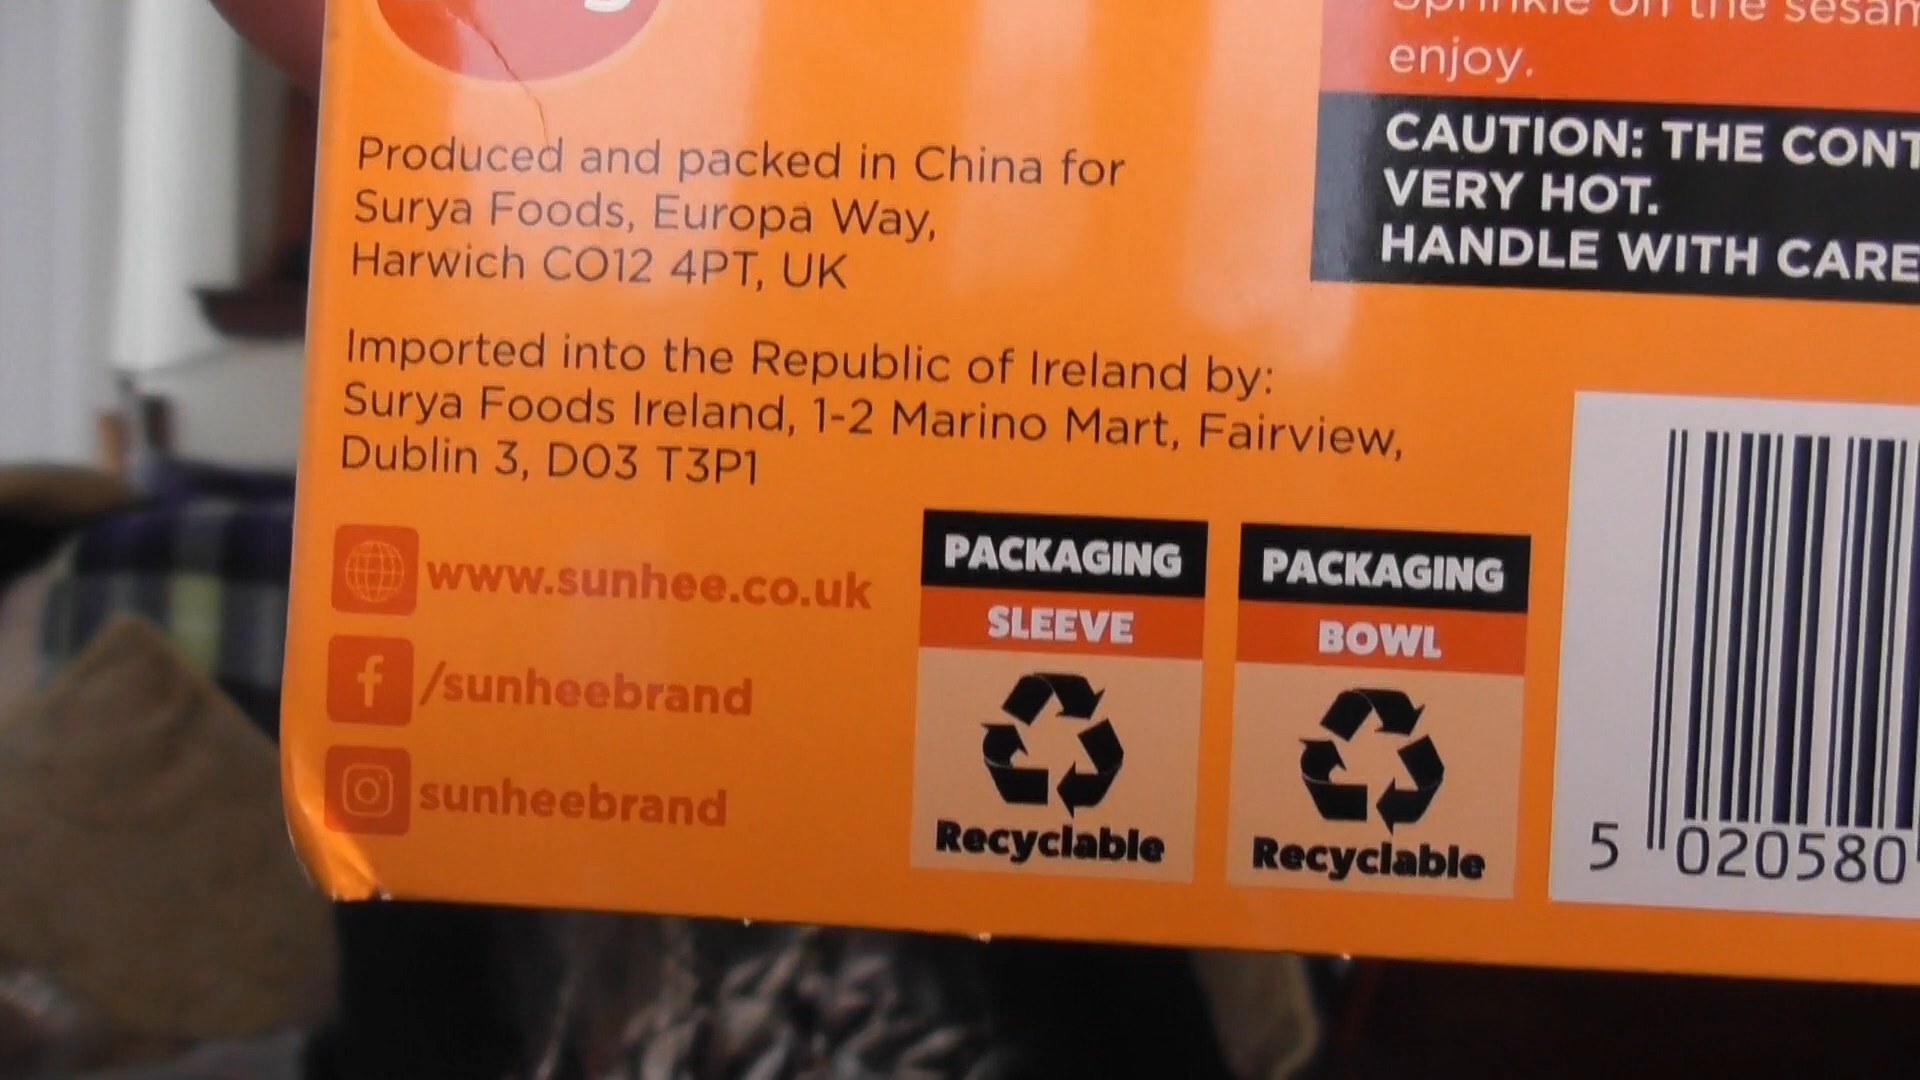 Sprinkle on the
enjoy.
CAUTION: THE
VERY HOT.
HANDLE WITH CARE
Produced and packed in China for
Surya Foods, Europa Way,
Harwich CO12 4PT, UK
Imported into the Republic of Ireland by:
Surya Foods Ireland, 1-2 Marino Mart, Fairview,
Dublin 3, D03 T3P1
www.sunhee.co.uk
/sunheebrand
sunheebrand
PACKAGING
SLEEVE
Recyclable
PACKAGING
BOWL
Recyclable
5 020580